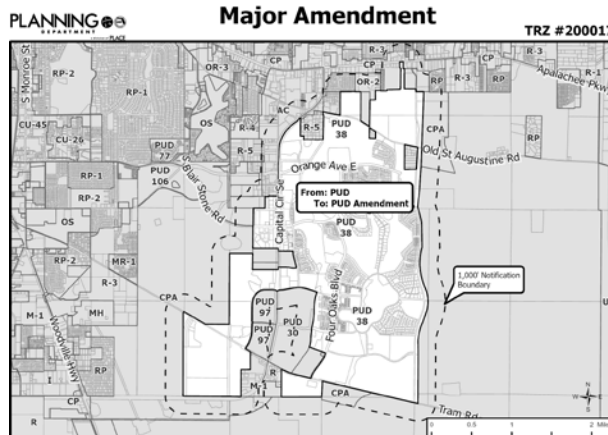 PLANNING
DEPARTMENT
PLACE
Major Amendment
TRZ #200017
S Monroe St
RP-2
RP-1
OR-3
CP
R-3
CP
OR-2
RP
R-3
RP
R-1
Apalachee Pkwy
AC
CU-45
CU-26
OS
R-4
R-5
PUD
38
CPA
RP
PUD
77
R-5
Old St Augustine Rd
Orange Ave E
PUD
106
RP-1
RP-2
S Blair Stone Rd
Capital Cir SE
From: PUD
To: PUD Amendment
OS
PUD
38
RP-2
MR-1
R-3
CPA
1,000' Notification
Boundary
M-1
MH
Woodville Hwy
PUD
97
PUD
97
PUD
30
Four Oaks Blvd
PUD
38
U
RP
I
R
M-1
CPA
CP
R
Tram Rd
N
W
E
S
0
0.5
1
2 Mile